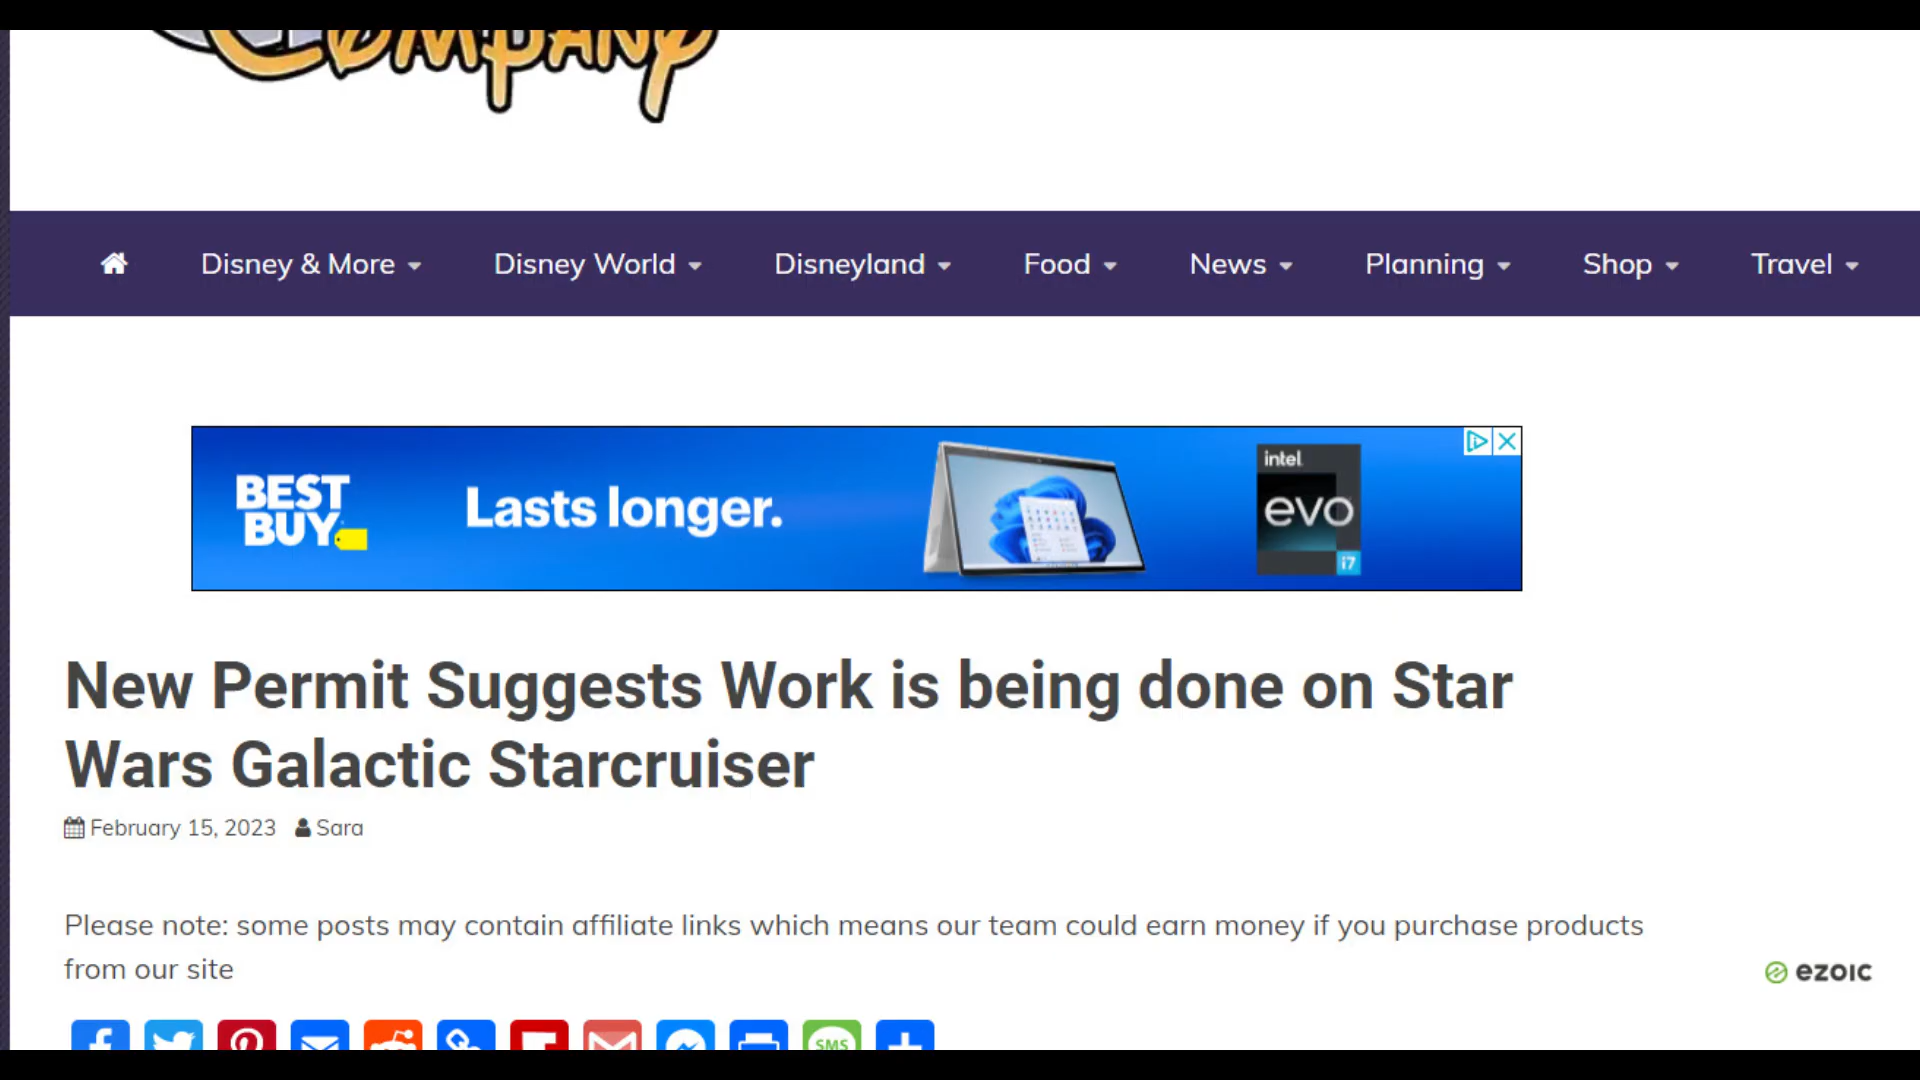 COMPANY
Disney & More
Disney World
Disneyland
Food
News
Planning
Shop
Travel
BEST
BUY
Lasts longer.
intel
evo
i7
New Permit Suggests Work is being done on Star
Wars Galactic Starcruiser
February 15, 2023 Sara
Please note: some posts may contain affiliate links which means our team could earn money if you purchase products
from our site
ezoic
SMS